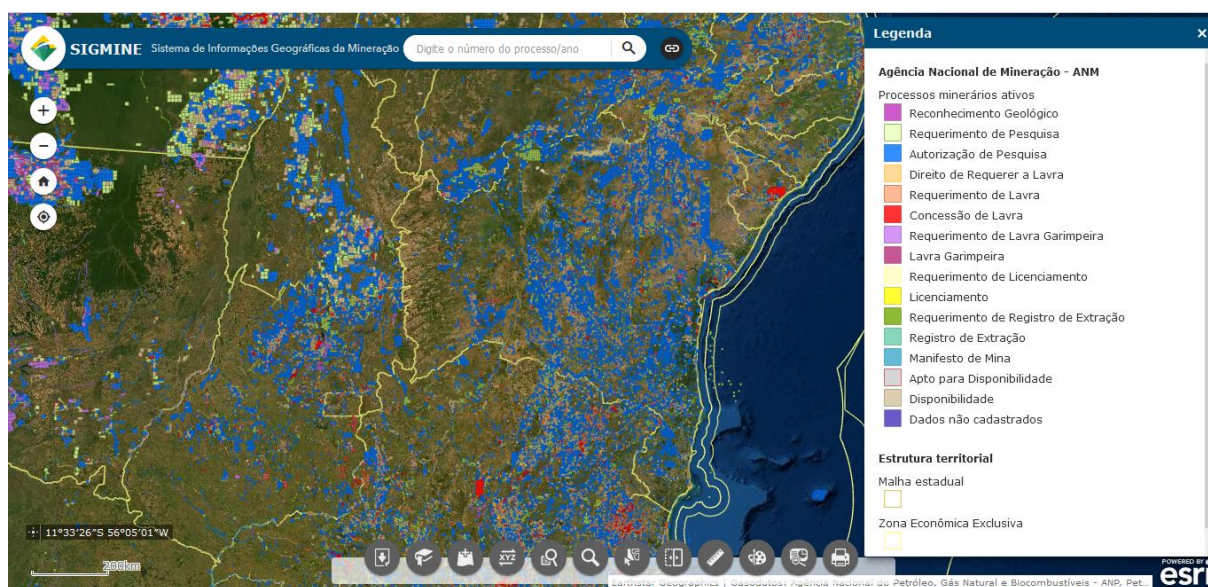 SIGMINE Sistema de Informações Geográficas da Mineração
Digite o número do processo/ano
Legenda
×
Agência Nacional de Mineração - ANM
Processos minerários ativos
Reconhecimento Geológico
Requerimento de Pesquisa
Autorização de Pesquisa
Direito de Requerer a Lavra
Requerimento de Lavra
Concessão de Lavra
Requerimento de Lavra Garimpeira
Lavra Garimpeira
Requerimento de Licenciamento
Licenciamento
Requerimento de Registro de Extração
Registro de Extração
Manifesto de Mina
Apto para Disponibilidade
Disponibilidade
Dados não cadastrados
Estrutura territorial
Malha estadual
Zona Econômica Exclusiva
11°33'26"S 56°05'01"W
200km
XYZ
Earthstar Geographics | Gasodutos: Agência Nacional do Petróleo, Gás Natural e Biocombustíveis - ANP, Pet...
POWERED BY
esri